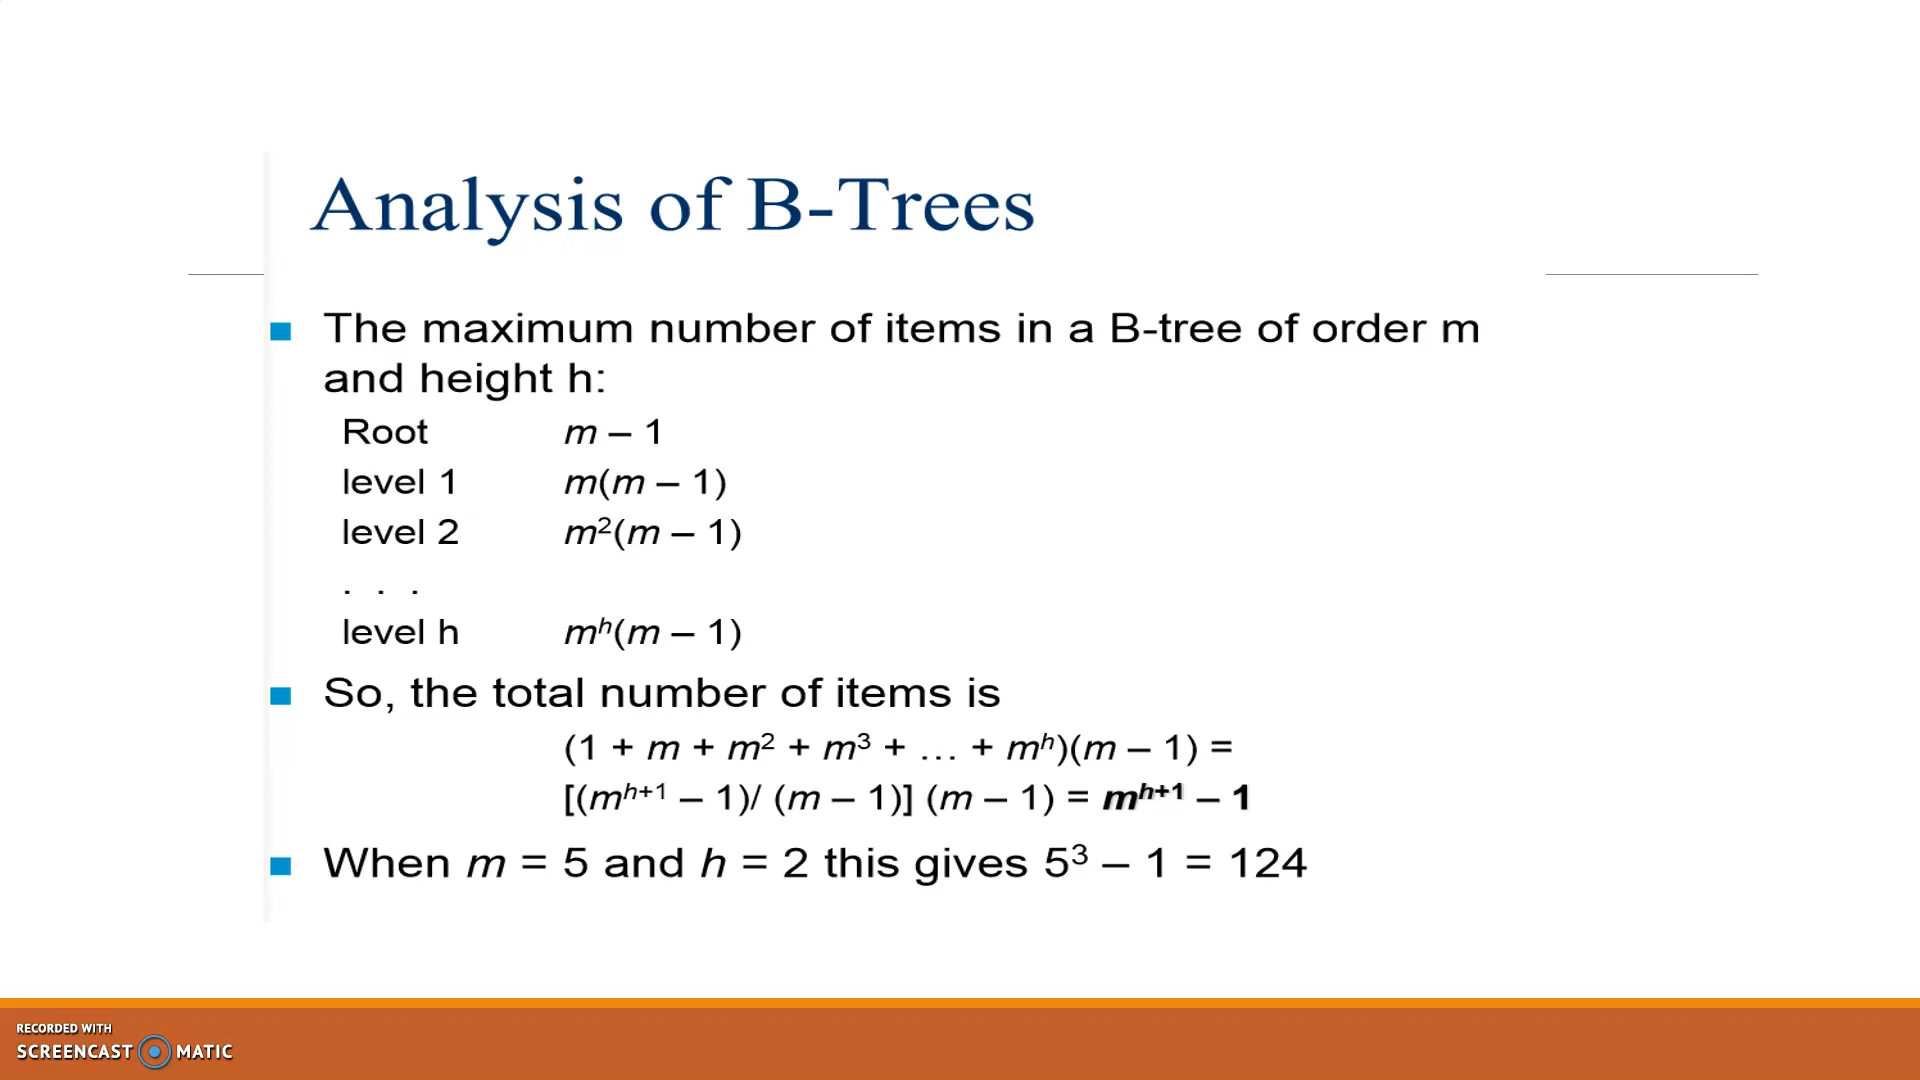 Analysis of B-Trees
■ The maximum number of items in a B-tree of order m
and height h:
Root m – 1
level 1 m(m – 1)
level 2 m²(m – 1)
. . .
level h mʰ(m – 1)
■ So, the total number of items is
(1 + m + m² + m³ + … + mʰ)(m – 1) =
[(mʰ⁺¹ – 1)/ (m – 1)] (m – 1) = mʰ⁺¹ – 1
■ When m = 5 and h = 2 this gives 5³ – 1 = 124
RECORDED WITH
SCREENCAST MATIC